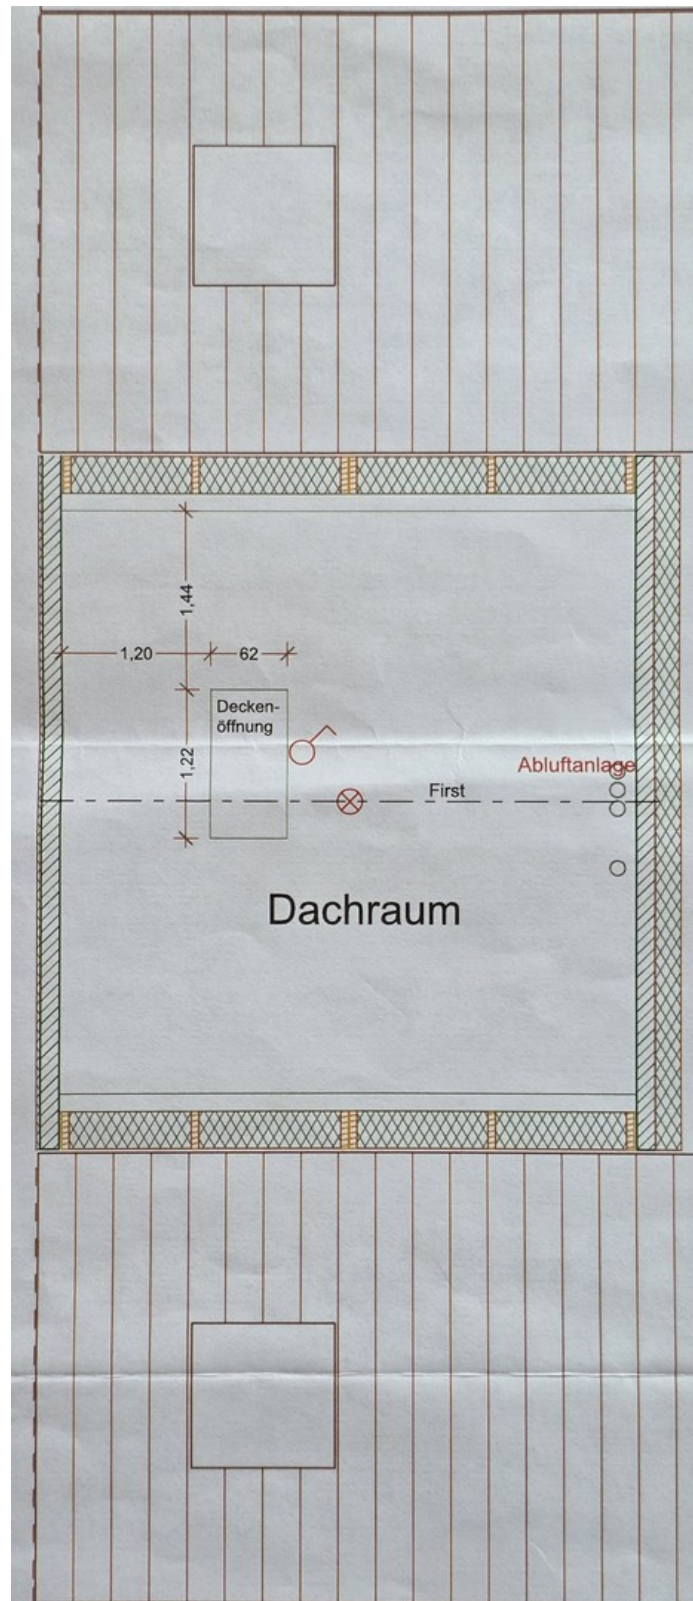 1,44
1,20
62
Decken-
öffnung
1,22
Abluftanlage
First
Dachraum